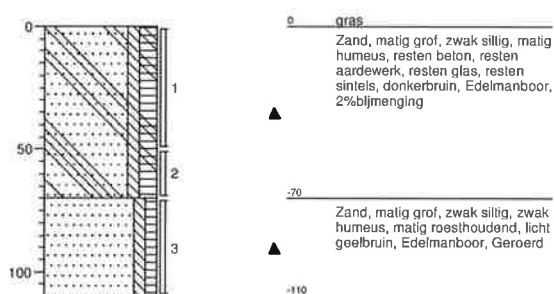 0
50
100
1
2
3
0 gras
Zand, matig grof, zwak siltig, matig
humeus, resten beton, resten
aardewerk, resten glas, resten
sintels, donkerbruin, Edelmanboor,
2%bijmenging
-70
Zand, matig grof, zwak siltig, zwak
humeus, matig roesthoudend, licht
geelbruin, Edelmanboor, Geroerd
-110